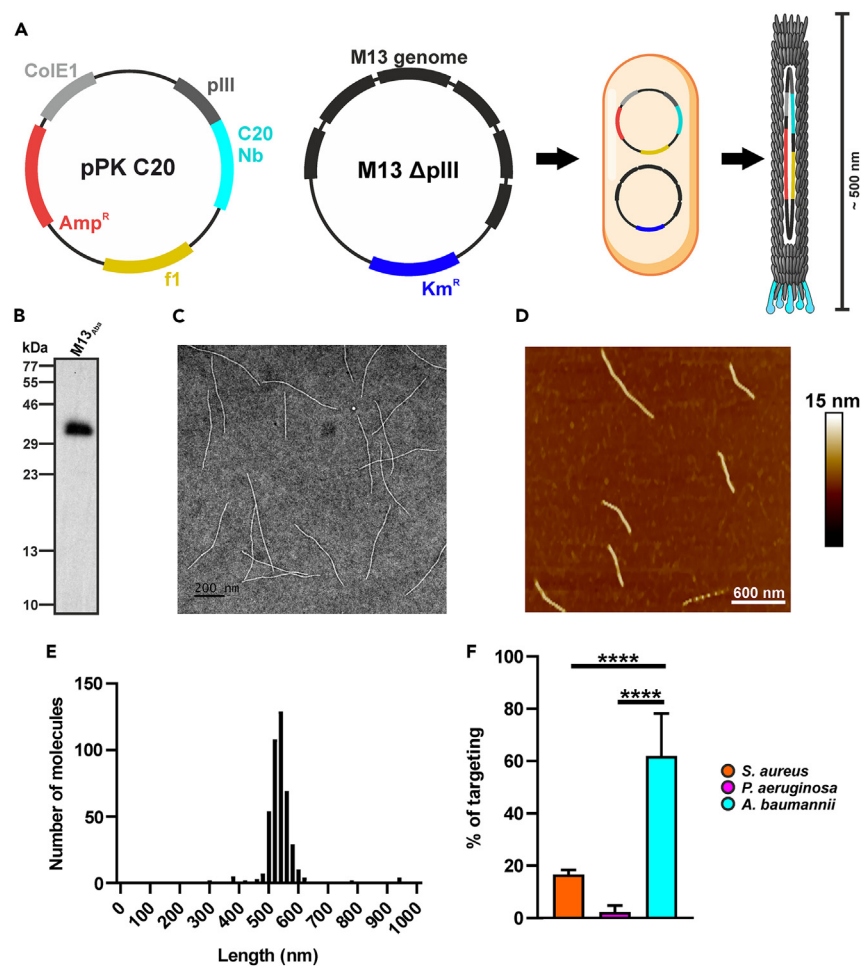 A
ColE1
pIII
C20
Nb
pPK C20
Amp^R
f1
M13 genome
M13 ΔpIII
Km^R
~ 500 nm
B
M13Aba
kDa
77
55
46
29
23
13
10
C
200 nm
D
600 nm
15 nm
E
Number of molecules
150
100
50
0
0 100 200 300 400 500 600 700 800 900 1000
Length (nm)
F
% of targeting
100
80
60
40
20
0
****
****
S. aureus
P. aeruginosa
A. baumannii